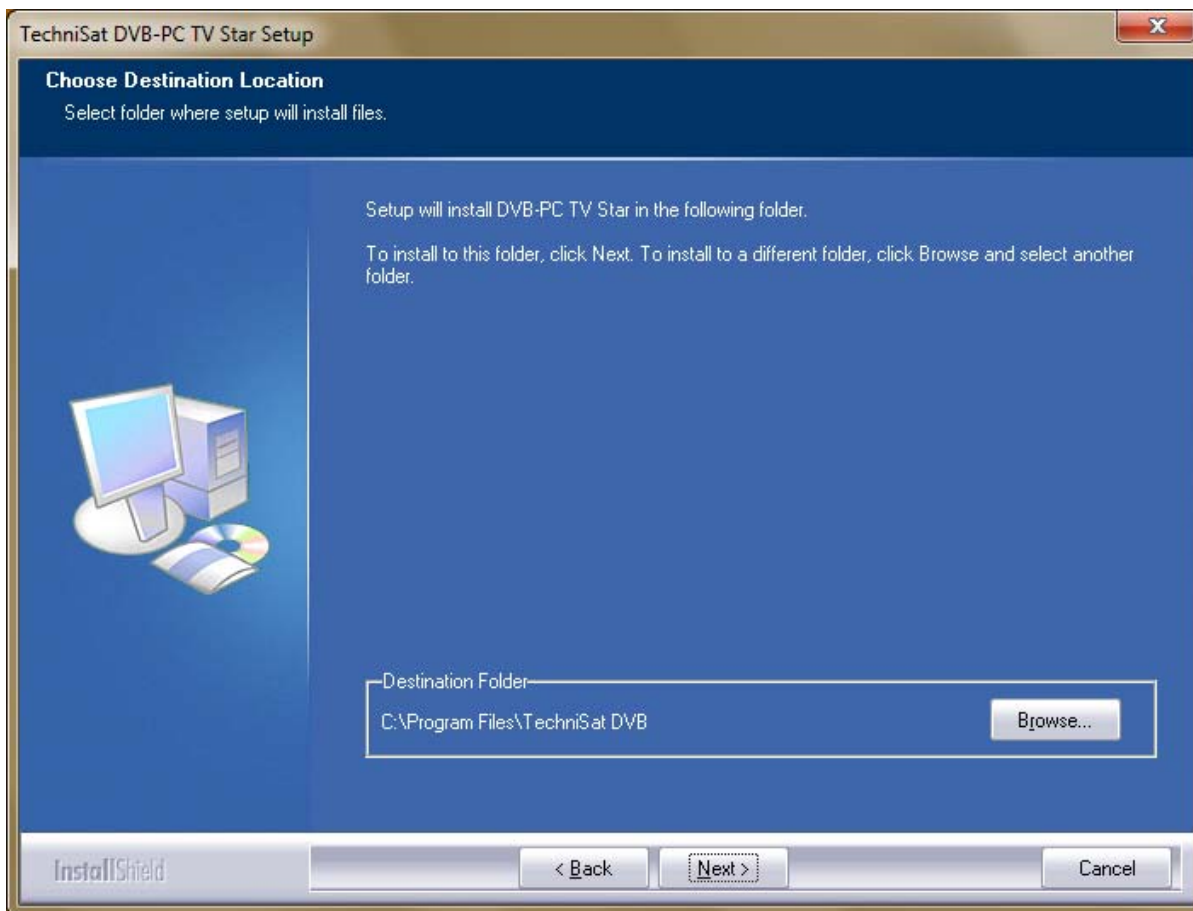 TechniSat DVB-PC TV Star Setup
Choose Destination Location
Select folder where setup will install files.
Setup will install DVB-PC TV Star in the following folder.
To install to this folder, click Next. To install to a different folder, click Browse and select another
folder.
Destination Folder
C:\Program Files\TechniSat DVB
Browse...
InstallShield
< Back
Next >
Cancel